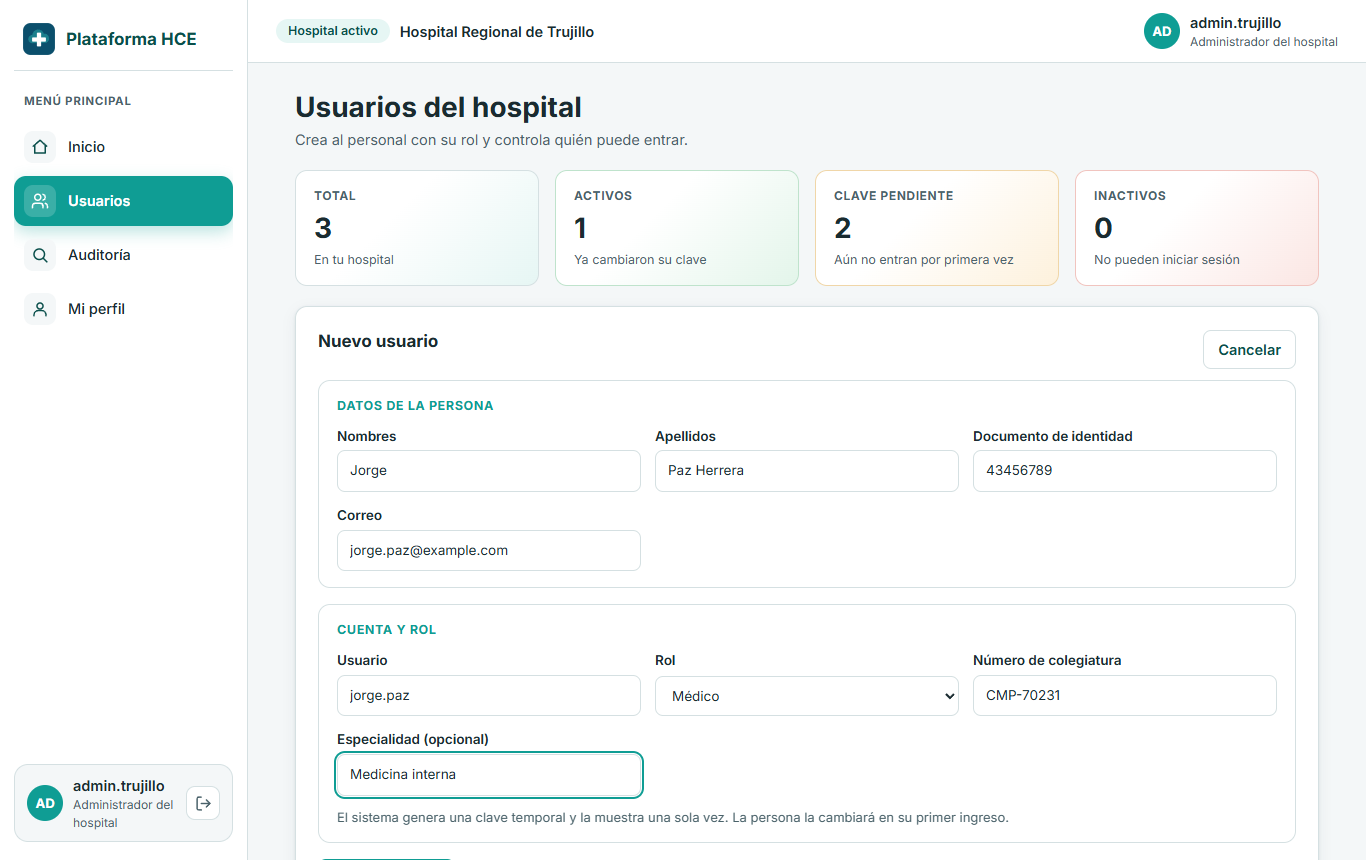 Plataforma HCE
MENÚ PRINCIPAL
Inicio
Usuarios
Auditoría
Mi perfil
AD
admin.trujillo
Administrador del
hospital
Hospital activo
Hospital Regional de Trujillo
AD
admin.trujillo
Administrador del hospital
Usuarios del hospital
Crea al personal con su rol y controla quién puede entrar.
TOTAL
3
En tu hospital
ACTIVOS
1
Ya cambiaron su clave
CLAVE PENDIENTE
2
Aún no entran por primera vez
INACTIVOS
0
No pueden iniciar sesión
Nuevo usuario
Cancelar
DATOS DE LA PERSONA
Nombres
Jorge
Apellidos
Paz Herrera
Documento de identidad
43456789
Correo
jorge.paz@example.com
CUENTA Y ROL
Usuario
jorge.paz
Rol
Médico
Número de colegiatura
CMP-70231
Especialidad (opcional)
Medicina interna
El sistema genera una clave temporal y la muestra una sola vez. La persona la cambiará en su primer ingreso.